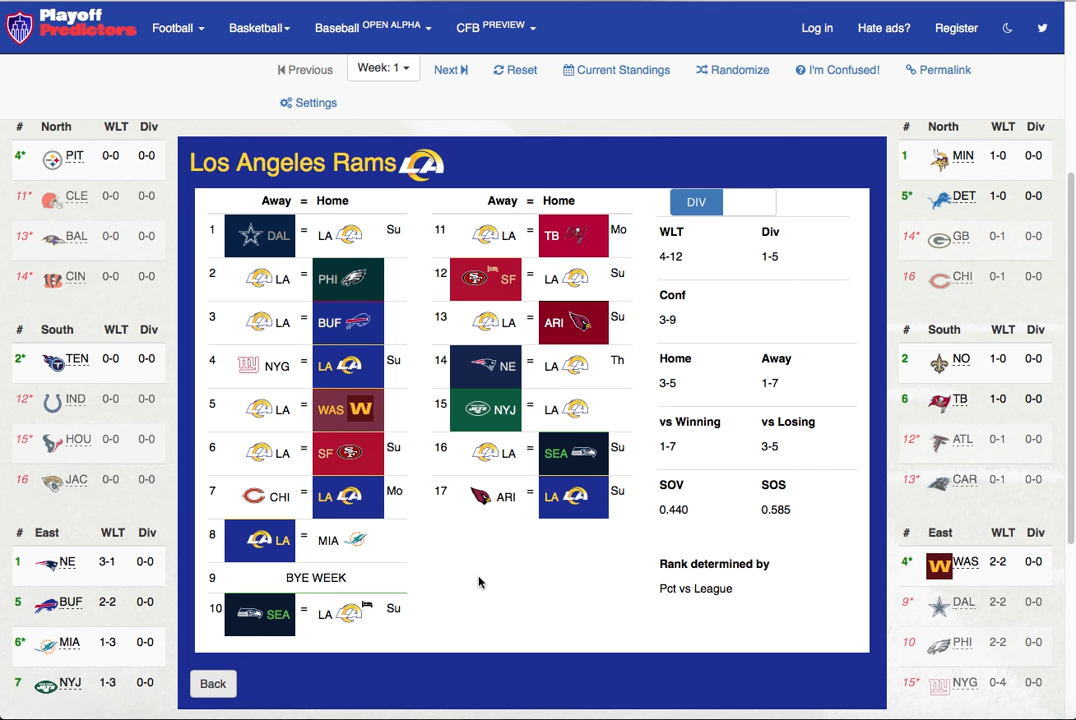 Playoff
Predictors
Football
Basketball
Baseball OPEN ALPHA
CFB PREVIEW
Log in
Hate ads?
Register
Previous
Week: 1
Next
Reset
Current Standings
Randomize
I'm Confused!
Permalink
Settings
# North WLT Div
4* PIT 0-0 0-0
11* CLE 0-0 0-0
13* BAL 0-0 0-0
14* CIN 0-0 0-0
# South WLT Div
2* TEN 0-0 0-0
12* IND 0-0 0-0
15* HOU 0-0 0-0
16 JAC 0-0 0-0
# East WLT Div
1 NE 3-1 0-0
5 BUF 2-2 0-0
6* MIA 1-3 0-0
7 NYJ 1-3 0-0
Los Angeles Rams LA
Away = Home
1 DAL = LA Su
2 LA = PHI
3 LA = BUF
4 NYG = LA Su
5 LA = WAS W
6 LA = SF Su
7 CHI = LA Mo
8 LA = MIA
9 BYE WEEK
10 SEA = LA Su
Away = Home
11 LA = TB Mo
12 SF = LA Su
13 LA = ARI Su
14 NE = LA Th
15 NYJ = LA
16 LA = SEA Su
17 ARI = LA Su
DIV
WLT Div
4-12 1-5
Conf
3-9
Home Away
3-5 1-7
vs Winning vs Losing
1-7 3-5
SOV SOS
0.440 0.585
Rank determined by
Pct vs League
Back
# North WLT Div
1 MIN 1-0 0-0
5* DET 1-0 0-0
14* GB 0-1 0-0
16 CHI 0-1 0-0
# South WLT Div
2 NO 1-0 0-0
6 TB 1-0 0-0
12* ATL 0-1 0-0
13* CAR 0-1 0-0
# East WLT Div
4* W WAS 2-2 0-0
9* DAL 2-2 0-0
10 PHI 2-2 0-0
15* NYG 0-4 0-0